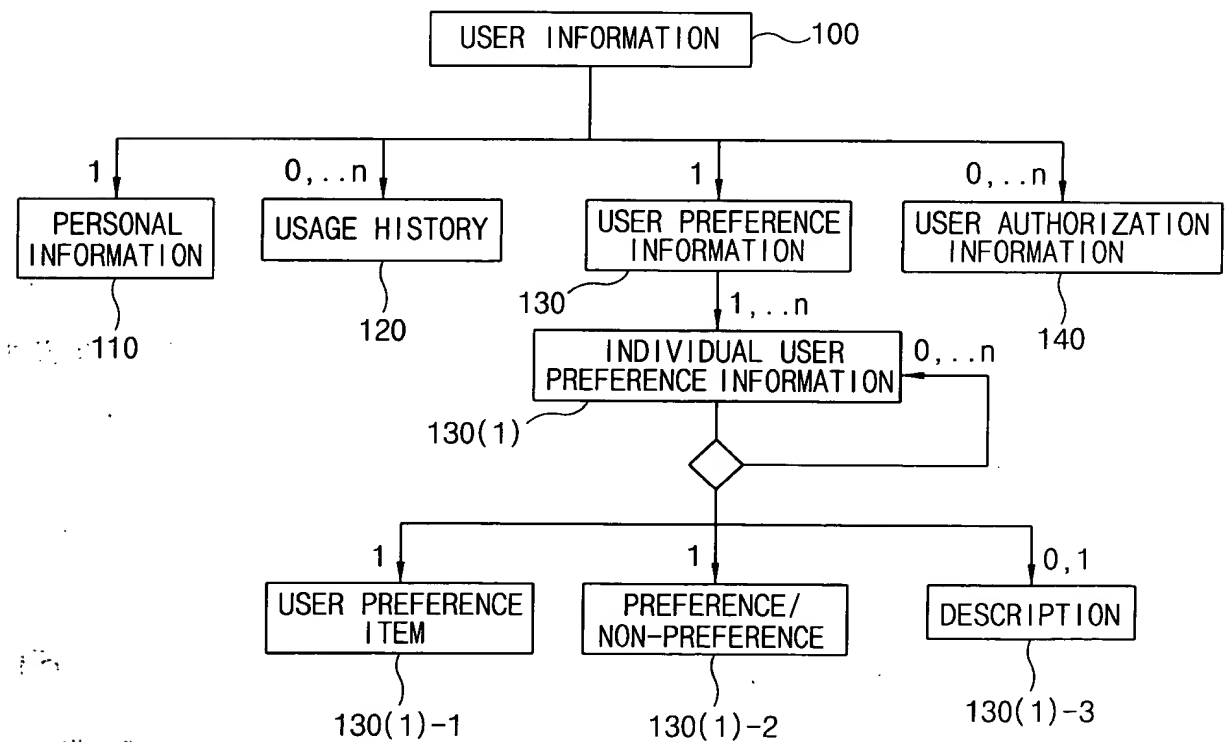 USER INFORMATION
100
1
0,..n
1
0,..n
PERSONAL
INFORMATION
USAGE HISTORY
USER PREFERENCE
INFORMATION
USER AUTHORIZATION
INFORMATION
110
120
130
1,..n
140
INDIVIDUAL USER
PREFERENCE INFORMATION
0,..n
130(1)
1
1
0,1
USER PREFERENCE
ITEM
PREFERENCE/
NON-PREFERENCE
DESCRIPTION
130(1)-1
130(1)-2
130(1)-3